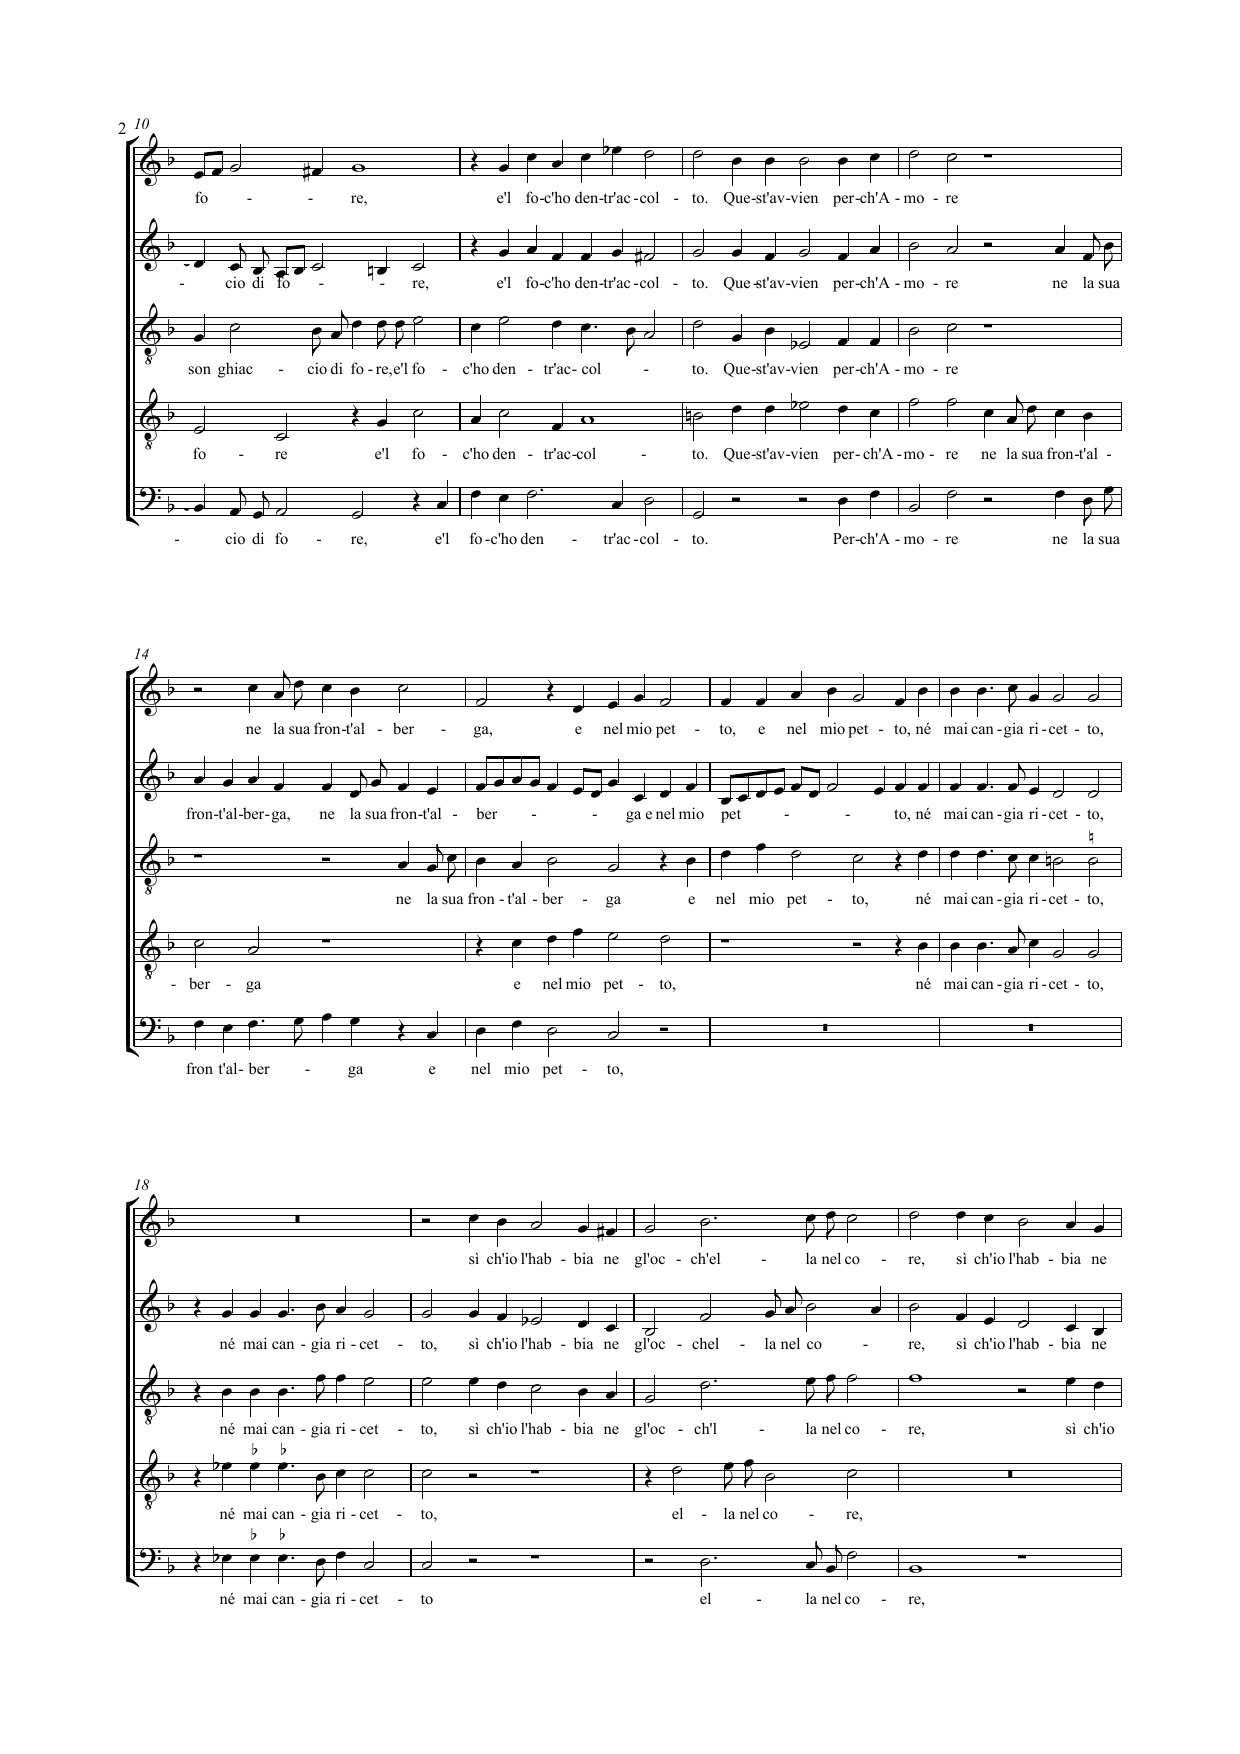 2 10
fo - - re, e'l fo-c'ho den-tr'ac-col - to. Que-st'av-vien per-ch'A - mo - re
- cio di fo - - re, e'l fo-c'ho den-tr'ac-col - to. Que-st'av-vien per-ch'A - mo - re ne la sua
son ghiac - cio di fo - re, e'l fo - c'ho den - tr'ac- col - to. Que-st'av-vien per-ch'A - mo - re
fo - re e'l fo - c'ho den - tr'ac-col - to. Que-st'av-vien per-ch'A - mo - re ne la sua fron-t'al -
- cio di fo - re, e'l fo-c'ho den - tr'ac-col - to. Per-ch'A - mo - re ne la sua
14
ne la sua fron-t'al - ber - ga, e nel mio pet - to, e nel mio pet - to, né mai can-gia ri-cet - to,
fron-t'al-ber-ga, ne la sua fron-t'al - ber - - - ga e nel mio pet - - - to, né mai can-gia ri-cet - to,
ne la sua fron - t'al - ber - ga e nel mio pet - to, né mai can-gia ri-cet - to,
- ber - ga e nel mio pet - to, né mai can-gia ri-cet - to,
fron t'al- ber - ga e nel mio pet - to,
18
sì ch'io l'hab - bia ne gl'oc - ch'el - la nel co - re, sì ch'io l'hab - bia ne
né mai can - gia ri - cet - to, sì ch'io l'hab - bia ne gl'oc - chel - la nel co - re, sì ch'io l'hab - bia ne
né mai can - gia ri - cet - to, sì ch'io l'hab - bia ne gl'oc - ch'l - la nel co - re, sì ch'io
né mai can - gia ri - cet - to, el - la nel co - re,
né mai can - gia ri - cet - to el - la nel co - re,